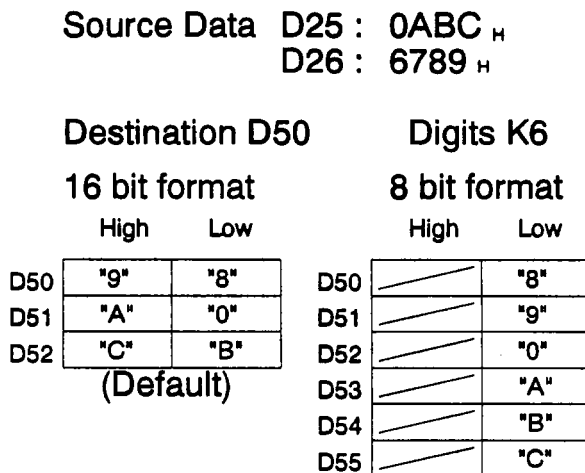 Source Data D25 : 0ABC H
D26 : 6789 H
Destination D50 Digits K6
16 bit format 8 bit format
High Low High Low
D50 "9" "8" D50 "8"
D51 "A" "0" D51 "9"
D52 "C" "B" D52 "0"
(Default) D53 "A"
D54 "B"
D55 "C"